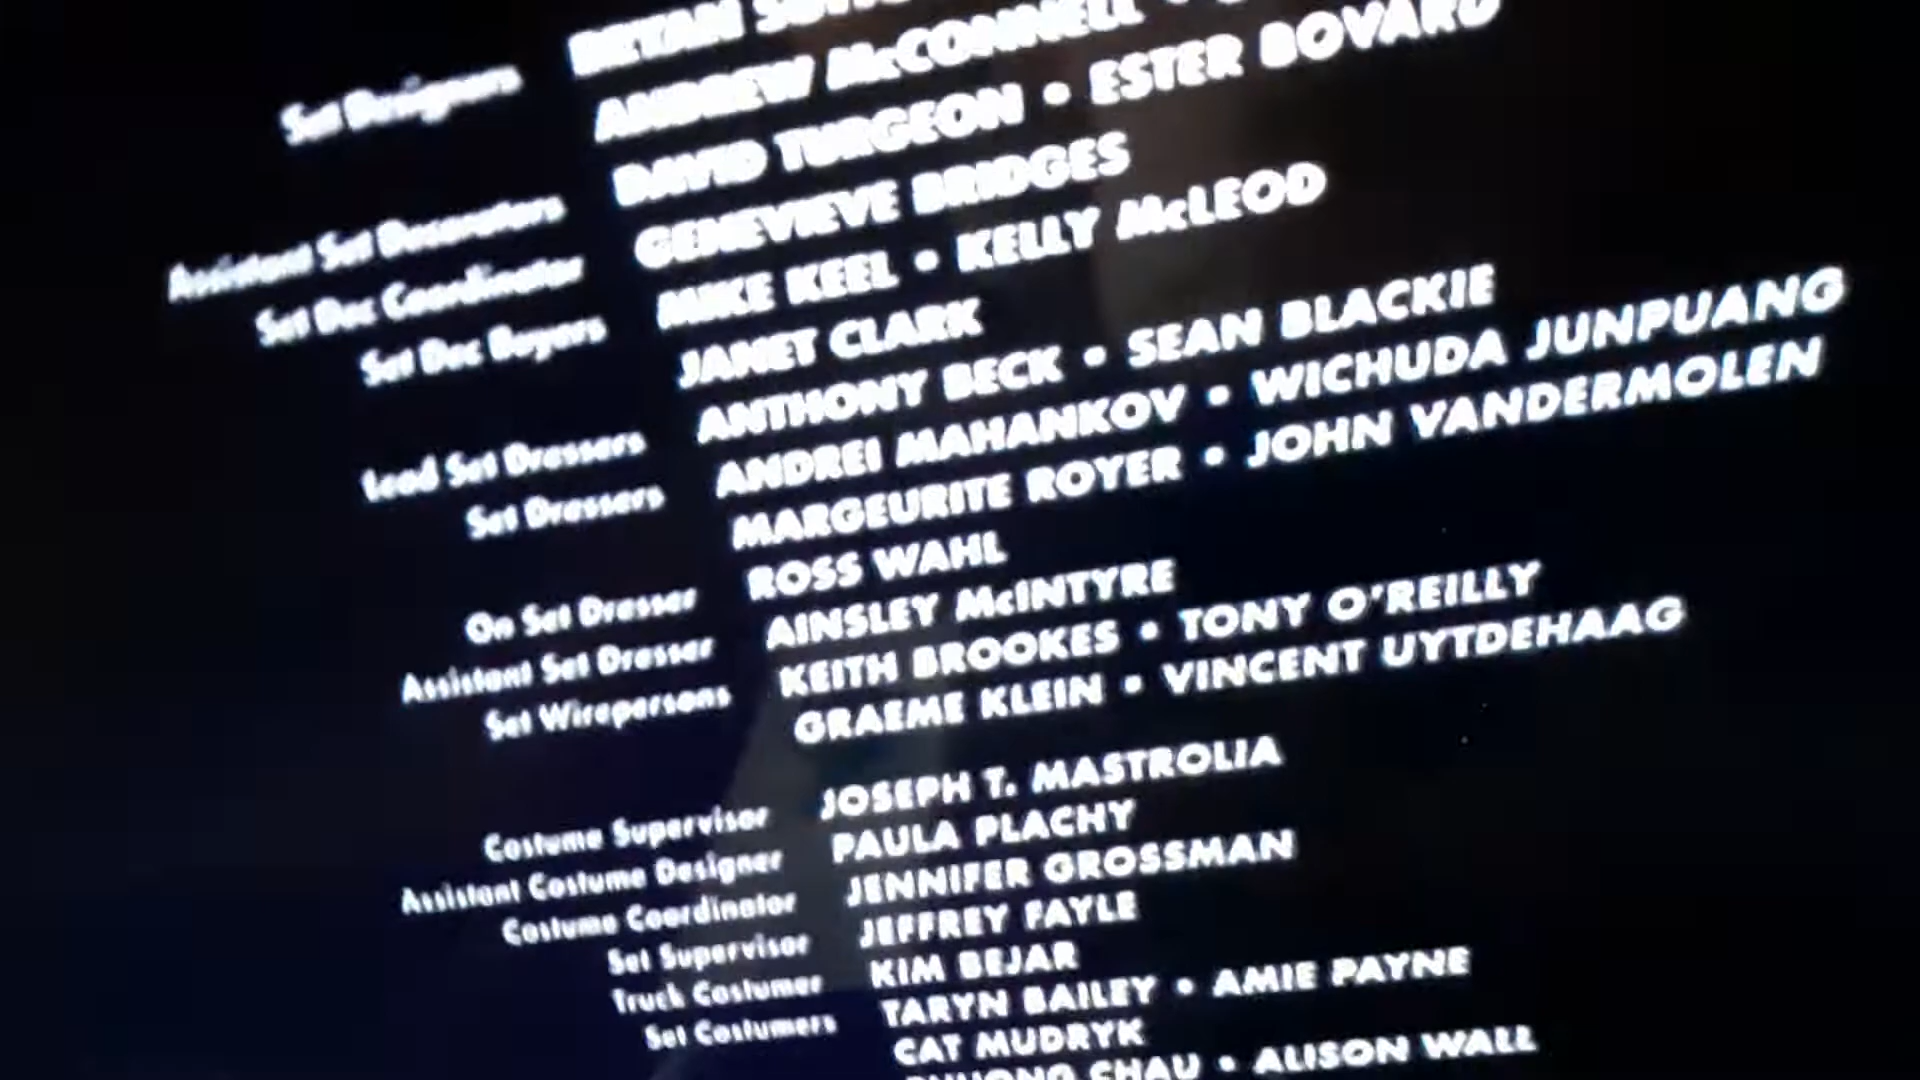 Set Designers BRYAN
ANDREW McCONNELL •
Assistant Set Decorators DAVID TURGEON • ESTER BOVARD
Set Dec Coordinator GENEVIEVE BRIDGES
Set Dec Buyers MIKE KEEL • KELLY McLEOD
JANET CLARK
Lead Set Dressers ANTHONY BECK • SEAN BLACKIE
Set Dressers ANDREI MAHANKOV • WICHUDA JUNPUANG
MARGEURITE ROYER • JOHN VANDERMOLEN
On Set Dresser ROSS WAHL
Assistant Set Dresser AINSLEY McINTYRE
Set Wirepersons KEITH BROOKES • TONY O'REILLY
GRAEME KLEIN • VINCENT UYTDEHAAG
Costume Supervisor JOSEPH T. MASTROLIA
Assistant Costume Designer PAULA PLACHY
Costume Coordinator JENNIFER GROSSMAN
Set Supervisor JEFFREY FAYLE
Truck Costumer KIM BEJAR
Set Costumers TARYN BAILEY • AMIE PAYNE
CAT MUDRYK
CHAU • ALISON WALL